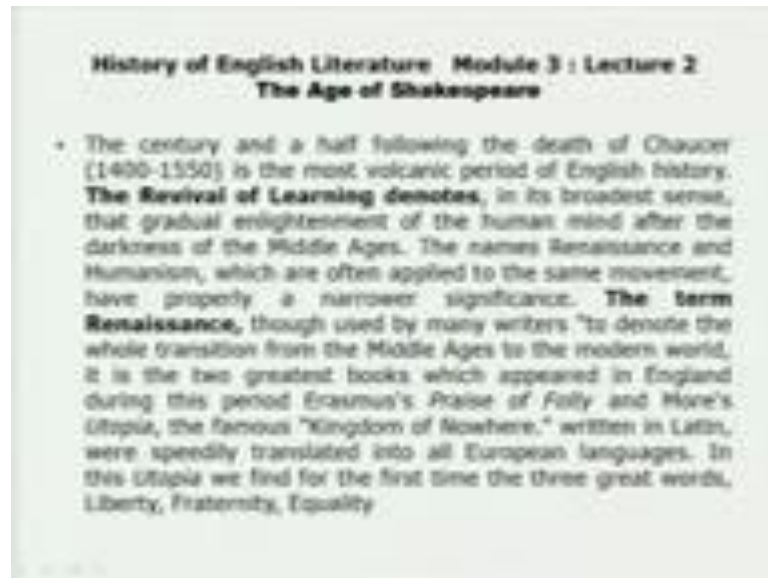 History of English Literature Module 3 : Lecture 2
The Age of Shakespeare
• The century and a half following the death of Chaucer
(1400-1550) is the most volcanic period of English history.
The Revival of Learning denotes, in its broadest sense,
that gradual enlightenment of the human mind after the
darkness of the Middle Ages. The names Renaissance and
Humanism, which are often applied to the same movement,
have properly a narrower significance. The term
Renaissance, though used by many writers "to denote the
whole transition from the Middle Ages to the modern world,
it is the two greatest books which appeared in England
during this period Erasmus's Praise of Folly and More's
Utopia, the famous "Kingdom of Nowhere." written in Latin,
were speedily translated into all European languages. In
this Utopia we find for the first time the three great words,
Liberty, Fraternity, Equality